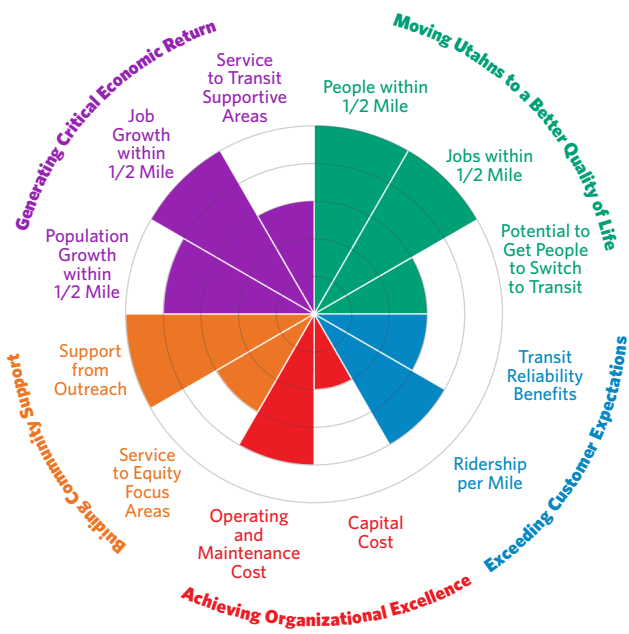 Moving Utahns to a Better Quality of Life
People within
1/2 Mile
Jobs within
1/2 Mile
Potential to
Get People
to Switch
to Transit
Exceeding Customer Expectations
Transit
Reliability
Benefits
Ridership
per Mile
Achieving Organizational Excellence
Capital
Cost
Operating
and
Maintenance
Cost
Building Community Support
Service
to Equity
Focus
Areas
Support
from
Outreach
Generating Critical Economic Return
Population
Growth
within
1/2 Mile
Job
Growth
within
1/2 Mile
Service
to Transit
Supportive
Areas